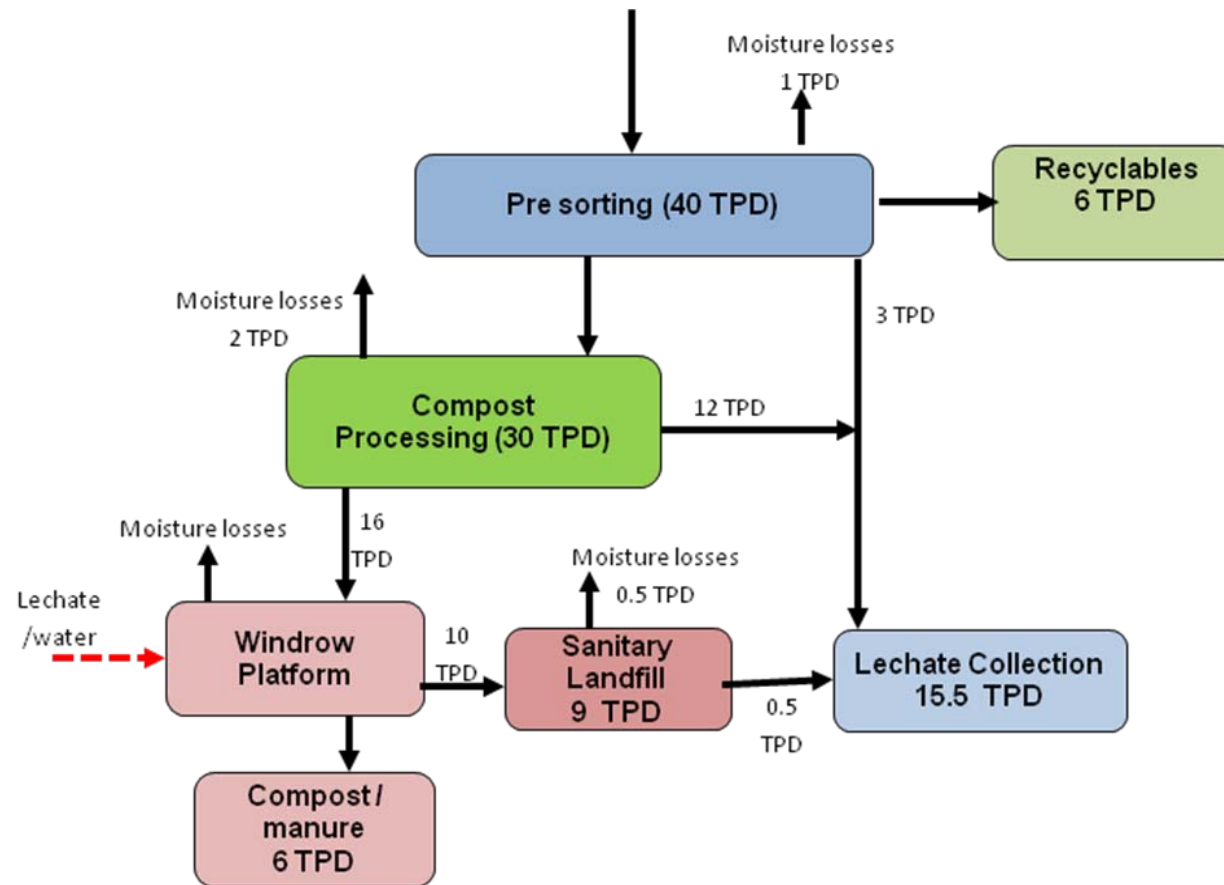 Moisture losses
1 TPD
Pre sorting (40 TPD)
Recyclables
6 TPD
Moisture losses
2 TPD
3 TPD
Compost
Processing (30 TPD)
12 TPD
Moisture losses
16
TPD
Moisture losses
0.5 TPD
Lechate
/water
Windrow
Platform
10
TPD
Sanitary
Landfill
9 TPD
0.5
TPD
Lechate Collection
15.5 TPD
Compost /
manure
6 TPD